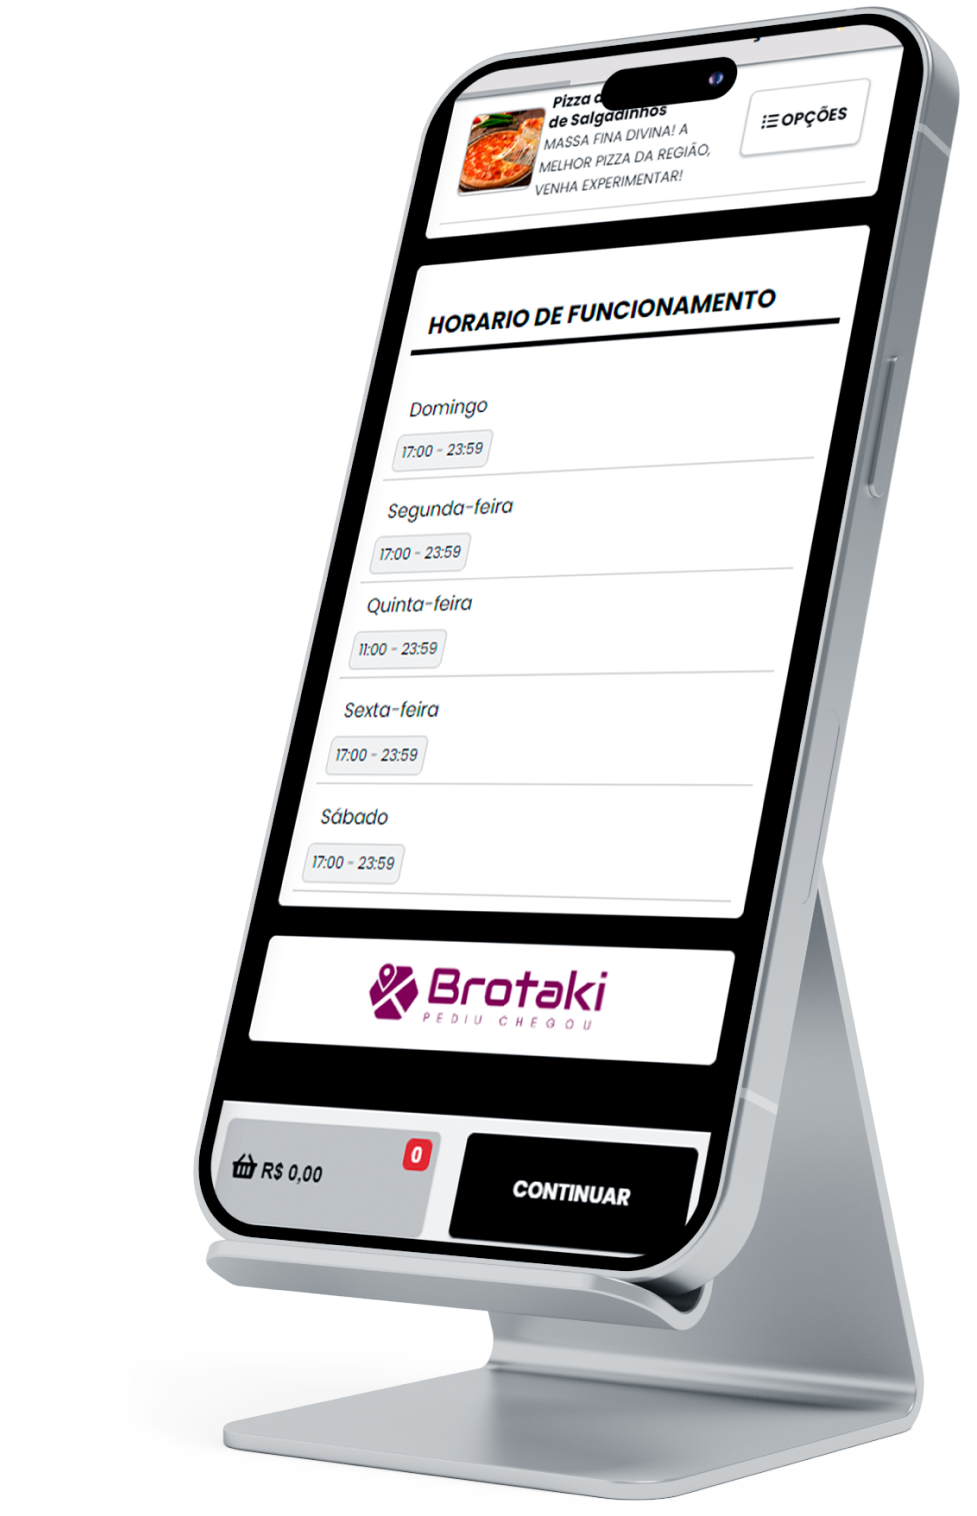 Pizza
de Salgadinhos
MASSA FINA DIVINA! A
MELHOR PIZZA DA REGIÃO,
VENHA EXPERIMENTAR!
OPÇÕES
HORARIO DE FUNCIONAMENTO
Domingo
17:00 - 23:59
Segunda-feira
17:00 - 23:59
Quinta-feira
11:00 - 23:59
Sexta-feira
17:00 - 23:59
Sábado
17:00 - 23:59
Brotaki
PEDIU CHEGOU
R$ 0,00
0
CONTINUAR